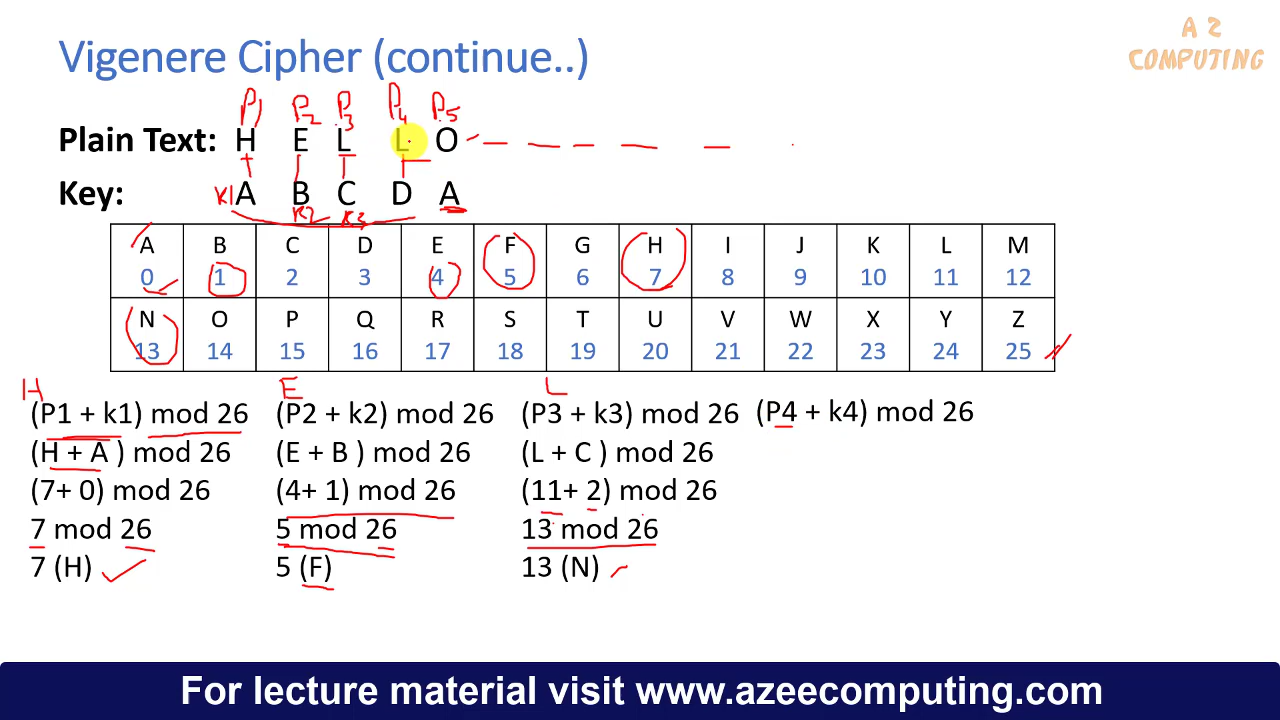 A Z
COMPUTING
Vigenere Cipher (continue..)
P1 P2 P3 P4 P5
Plain Text: H E L L O
Key: K1 A B C D A
K2 K3
A B C D E F G H I J K L M
0 1 2 3 4 5 6 7 8 9 10 11 12
N O P Q R S T U V W X Y Z
13 14 15 16 17 18 19 20 21 22 23 24 25
H E L
(P1 + k1) mod 26 (P2 + k2) mod 26 (P3 + k3) mod 26 (P4 + k4) mod 26
(H + A ) mod 26 (E + B ) mod 26 (L + C ) mod 26
(7+ 0) mod 26 (4+ 1) mod 26 (11+ 2) mod 26
7 mod 26 5 mod 26 13 mod 26
7 (H) 5 (F) 13 (N)
For lecture material visit www.azeecomputing.com